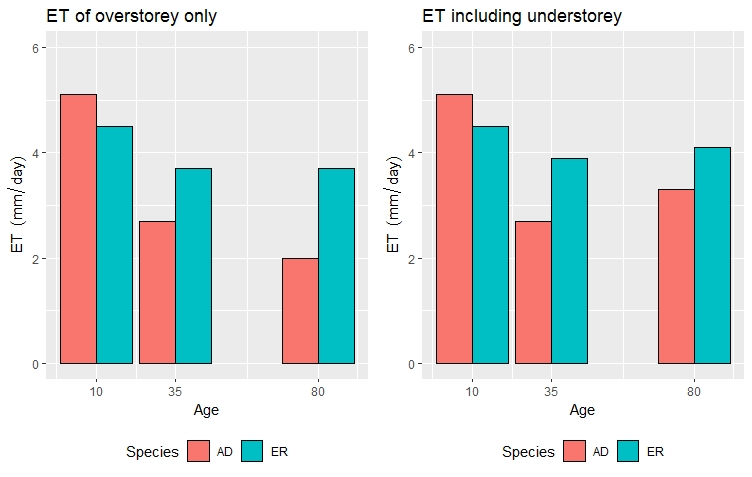 ET of overstorey only
6
4
2
0
ET (mm/day)
10 35 80
Age
Species AD ER
ET including understorey
6
4
2
0
ET (mm/day)
10 35 80
Age
Species AD ER